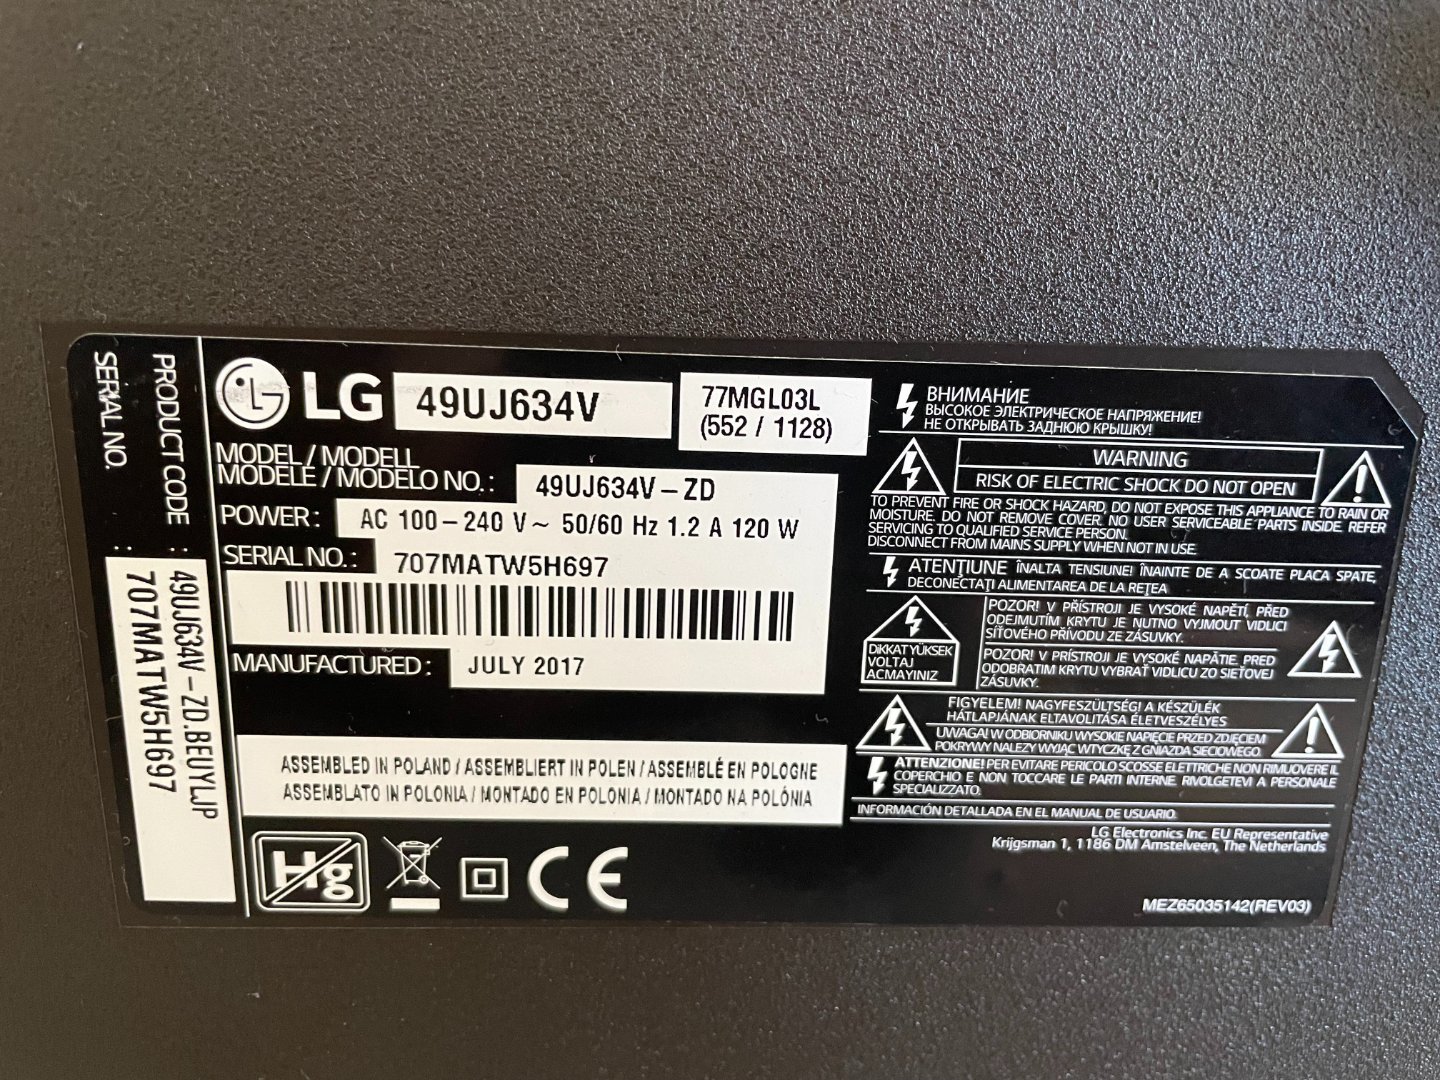 PRODUCT CODE : 49UJ634V-ZD.BEUYLJP
SERIAL NO. : 707MATW5H697
LG 49UJ634V
77MGL03L
(552 / 1128)
MODEL / MODELL
MODELE / MODELO NO. : 49UJ634V-ZD
POWER : AC 100-240 V~ 50/60 Hz 1.2 A 120 W
SERIAL NO. : 707MATW5H697
MANUFACTURED : JULY 2017
ASSEMBLED IN POLAND / ASSEMBLIERT IN POLEN / ASSEMBLÉ EN POLOGNE
ASSEMBLATO IN POLONIA / MONTADO EN POLONIA / MONTADO NA POLÓNIA
Hg
CE
ВНИМАНИЕ
ВЫСОКОЕ ЭЛЕКТРИЧЕСКОЕ НАПРЯЖЕНИЕ!
НЕ ОТКРЫВАТЬ ЗАДНЮЮ КРЫШКУ!
WARNING
RISK OF ELECTRIC SHOCK DO NOT OPEN
TO PREVENT FIRE OR SHOCK HAZARD, DO NOT EXPOSE THIS APPLIANCE TO RAIN OR
MOISTURE. DO NOT REMOVE COVER. NO USER SERVICEABLE PARTS INSIDE. REFER
SERVICING TO QUALIFIED SERVICE PERSON.
DISCONNECT FROM MAINS SUPPLY WHEN NOT IN USE.
ATENŢIUNE ÎNALTA TENSIUNE! ÎNAINTE DE A SCOATE PLACA SPATE,
DECONECTAŢI ALIMENTAREA DE LA REŢEA
DİKKAT YÜKSEK
VOLTAJ
ACMAYINIZ
POZOR! V PŘÍSTROJI JE VYSOKÉ NAPĚTÍ, PŘED
ODEJMUTÍM KRYTU JE NUTNO VYJMOUT VIDLICI
SÍŤOVÉHO PŘÍVODU ZE ZÁSUVKY.
POZOR! V PRÍSTROJI JE VYSOKÉ NAPÄTIE, PRED
ODOBRATIM KRYTU VYBRAŤ VIDLICU ZO SIEŤOVEJ
ZÁSUVKY.
FIGYELEM! NAGYFESZÜLTSÉG! A KÉSZÜLÉK
HÁTLAPJÁNAK ELTAVOLITÁSA ÉLETVESZÉLYES
UWAGA! W ODBIORNIKU WYSOKIE NAPIĘCIE PRZED ZDJĘCIEM
POKRYWY NALEŻY WYJĄĆ WTYCZKĘ Z GNIAZDA SIECIOWEGO.
ATTENZIONE! PER EVITARE PERICOLO SCOSSE ELETTRICHE NON RIMUOVERE IL
COPERCHIO E NON TOCCARE LE PARTI INTERNE. RIVOLGETEVI A PERSONALE
SPECIALIZZATO.
INFORMACIÓN DETALLADA EN EL MANUAL DE USUARIO.
LG Electronics Inc. EU Representative
Krijgsman 1, 1186 DM Amstelveen, The Netherlands
MEZ65035142(REV03)